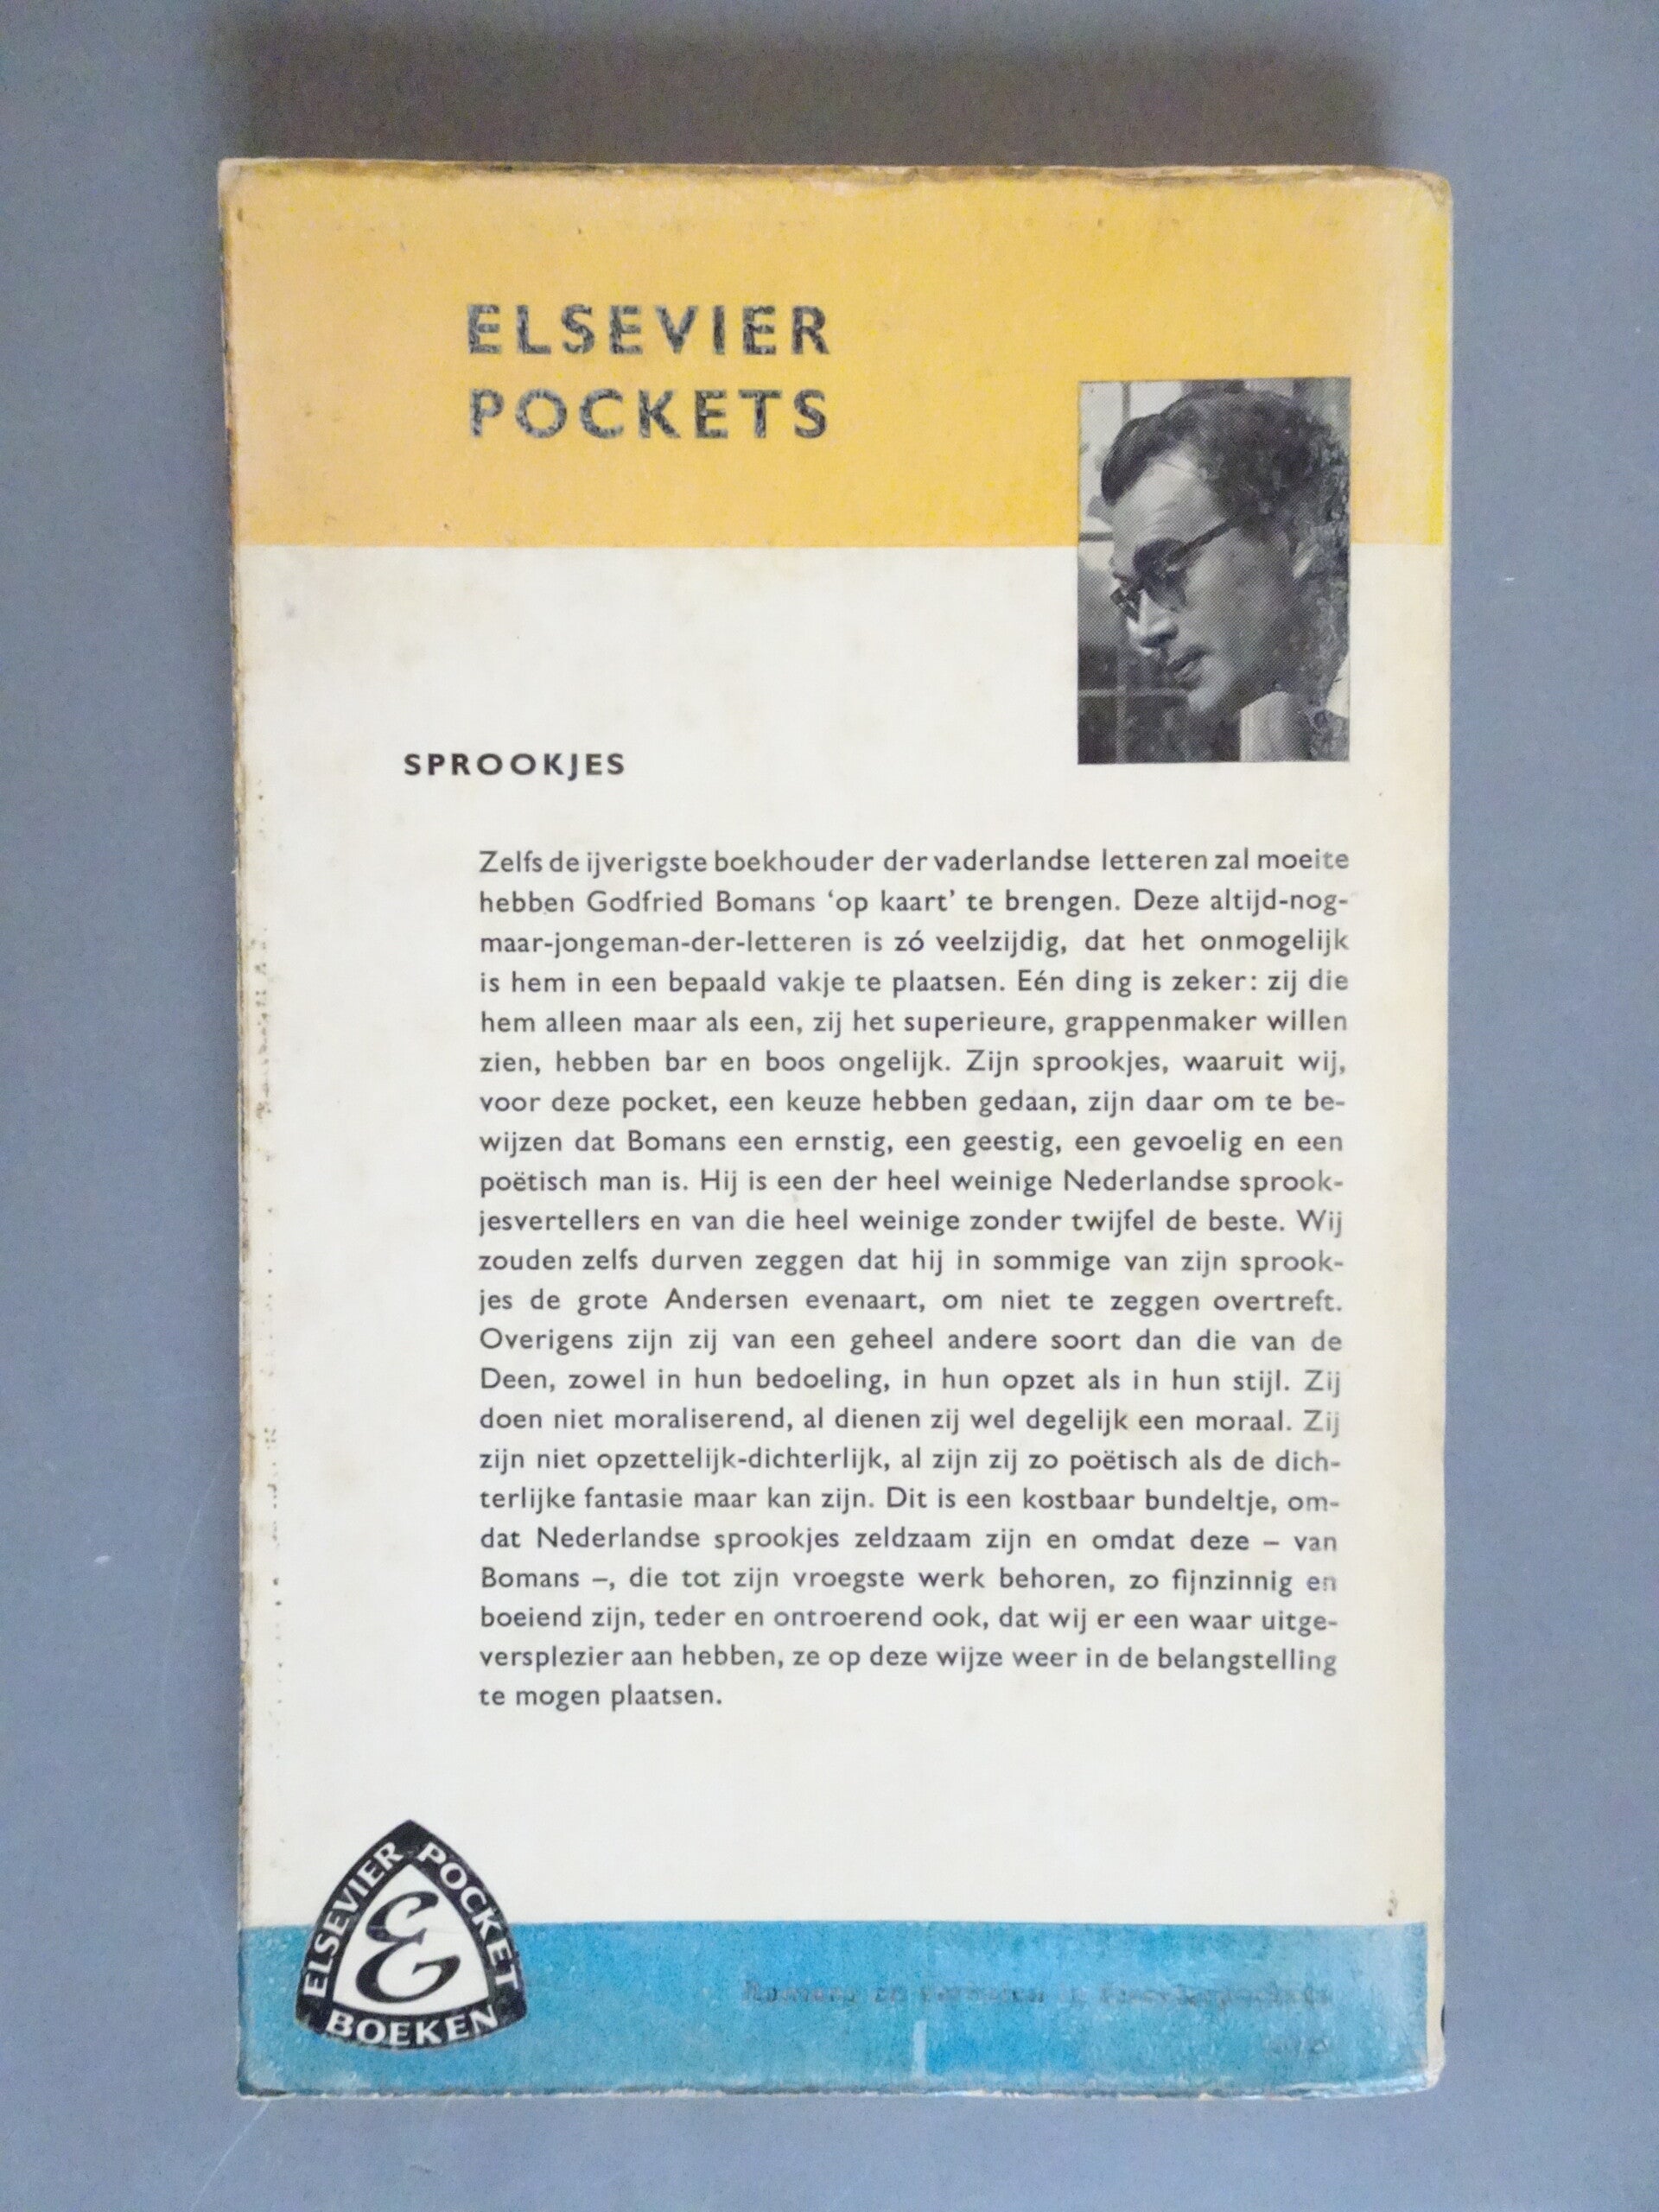 ELSEVIER
POCKETS
SPROOKJES
Zelfs de ijverigste boekhouder der vaderlandse letteren zal moeite
hebben Godfried Bomans ‘op kaart’ te brengen. Deze altijd-nog-
maar-jongeman-der-letteren is zó veelzijdig, dat het onmogelijk
is hem in een bepaald vakje te plaatsen. Eén ding is zeker: zij die
hem alleen maar als een, zij het superieure, grappenmaker willen
zien, hebben bar en boos ongelijk. Zijn sprookjes, waaruit wij,
voor deze pocket, een keuze hebben gedaan, zijn daar om te be-
wijzen dat Bomans een ernstig, een geestig, een gevoelig en een
poëtisch man is. Hij is een der heel weinige Nederlandse sprook-
jesvertellers en van die heel weinige zonder twijfel de beste. Wij
zouden zelfs durven zeggen dat hij in sommige van zijn sprook-
jes de grote Andersen evenaart, om niet te zeggen overtreft.
Overigens zijn zij van een geheel andere soort dan die van de
Deen, zowel in hun bedoeling, in hun opzet als in hun stijl. Zij
doen niet moraliserend, al dienen zij wel degelijk een moraal. Zij
zijn niet opzettelijk-dichterlijk, al zijn zij zo poëtisch als de dich-
terlijke fantasie maar kan zijn. Dit is een kostbaar bundeltje, om-
dat Nederlandse sprookjes zeldzaam zijn en omdat deze – van
Bomans –, die tot zijn vroegste werk behoren, zo fijnzinnig en
boeiend zijn, teder en ontroerend ook, dat wij er een waar uitge-
versplezier aan hebben, ze op deze wijze weer in de belangstelling
te mogen plaatsen.
ELSEVIER POCKET
E
BOEKEN